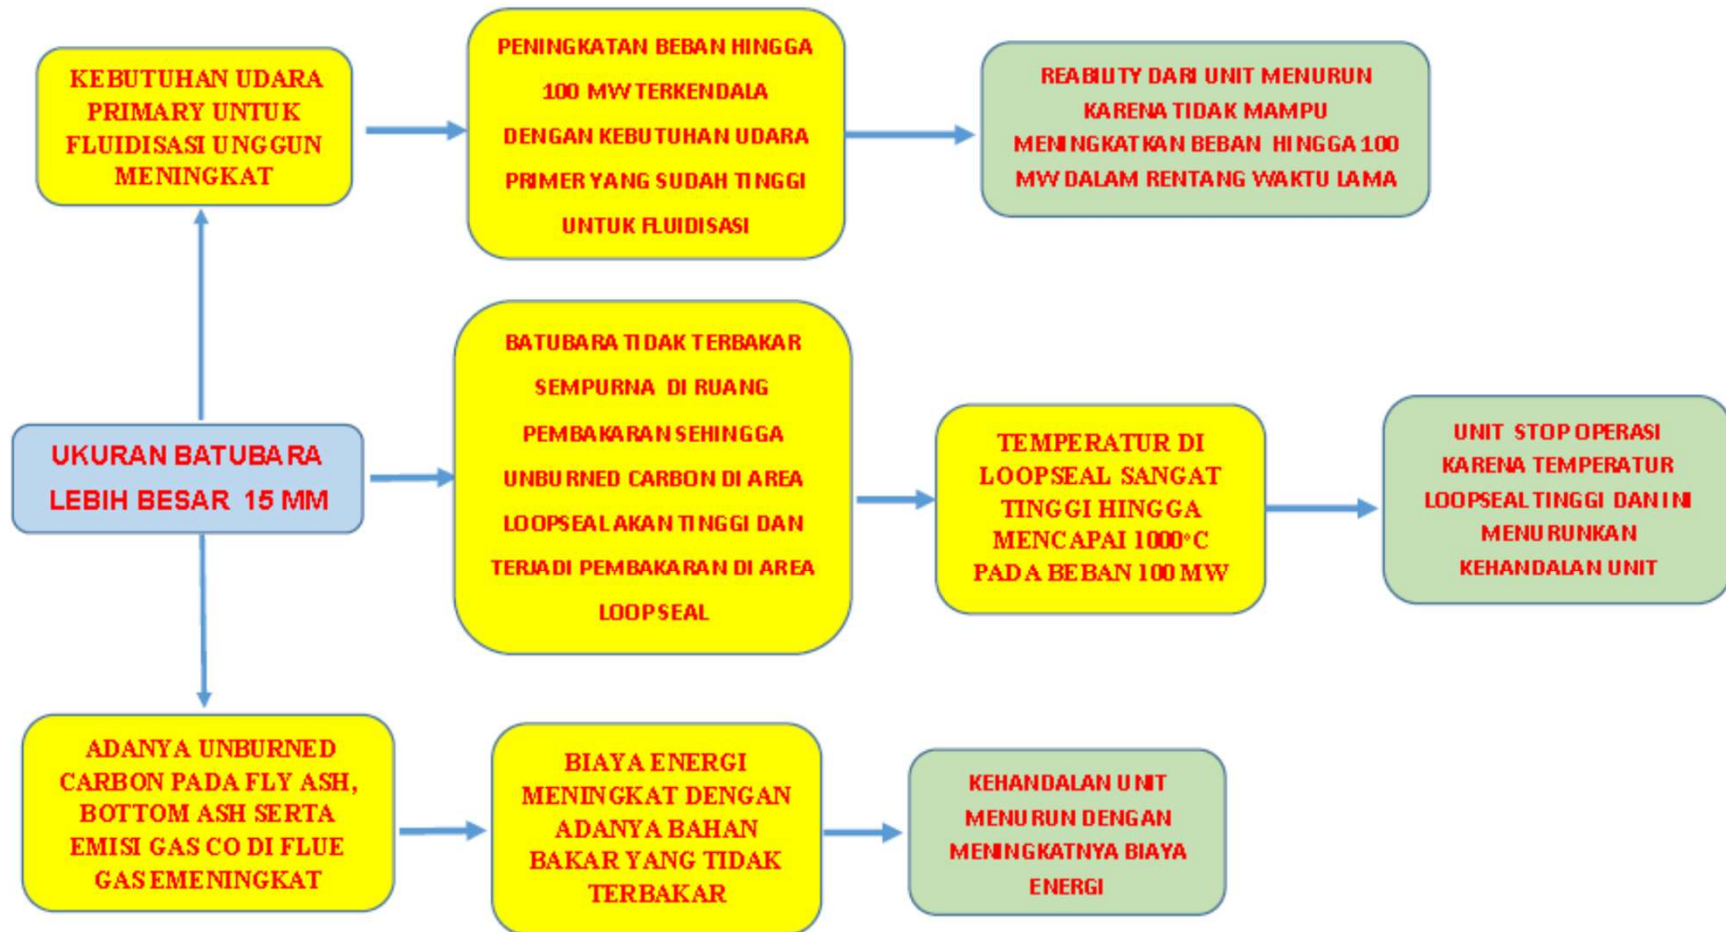 KEBUTUHAN UDARA
PRIMARY UNTUK
FLUIDISASI UNGGUN
MENINGKAT
PENINGKATAN BEBAN HINGGA
100 MW TERKENDALA
DENGAN KEBUTUHAN UDARA
PRIMER YANG SUDAH TINGGI
UNTUK FLUIDISASI
REABILITY DARI UNIT MENURUN
KARENA TIDAK MAMPU
MENINGKATKAN BEBAN HINGGA 100
MW DALAM RENTANG WAKTU LAMA
UKURAN BATUBARA
LEBIH BESAR 15 MM
BATUBARA TIDAK TERBAKAR
SEMPURNA DI RUANG
PEMBAKARAN SEHINGGA
UNBURNED CARBON DI AREA
LOOPSEAL AKAN TINGGI DAN
TERJADI PEMBAKARAN DI AREA
LOOPSEAL
TEMPERATUR DI
LOOPSEAL SANGAT
TINGGI HINGGA
MENCAPAI 1000°C
PADA BEBAN 100 MW
UNIT STOP OPERASI
KARENA TEMPERATUR
LOOPSEAL TINGGI DAN INI
MENURUNKAN
KEHANDALAN UNIT
ADANYA UNBURNED
CARBON PADA FLY ASH,
BOTTOM ASH SERTA
EMISI GAS CO DI FLUE
GAS EMENINGKAT
BIAYA ENERGI
MENINGKAT DENGAN
ADANYA BAHAN
BAKAR YANG TIDAK
TERBAKAR
KEHANDALAN UNIT
MENURUN DENGAN
MENINGKATNYA BIAYA
ENERGI